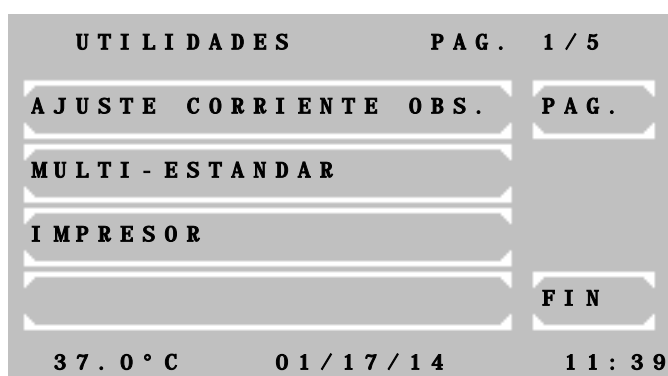 UTILIDADES PAG. 1/5
AJUSTE CORRIENTE OBS. PAG.
MULTI-ESTANDAR
IMPRESOR
FIN
37.0°C 01/17/14 11:39